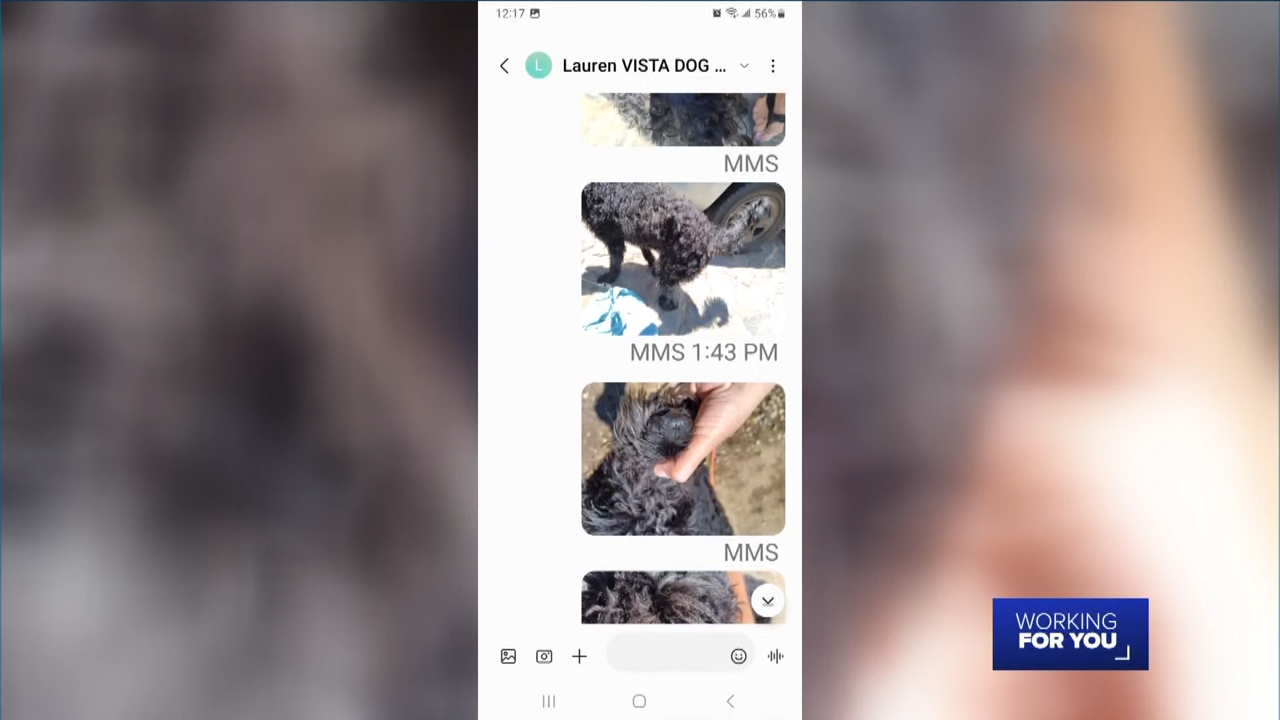 12:17
56%
L
Lauren VISTA DOG ...
MMS
MMS 1:43 PM
MMS
WORKING
FOR YOU